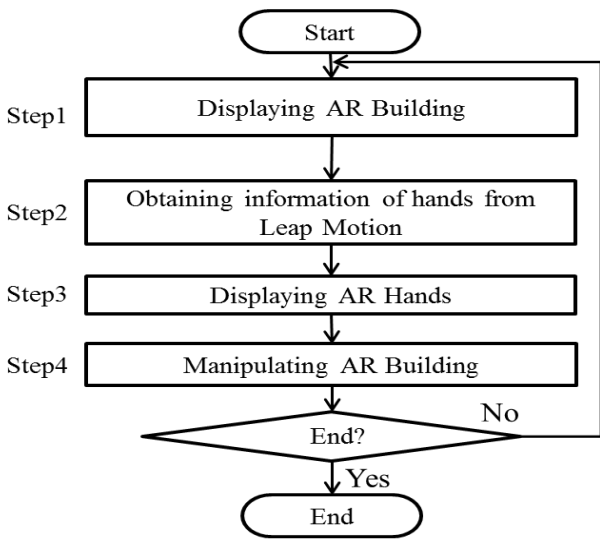 Start
Step1
Displaying AR Building
Step2
Obtaining information of hands from
Leap Motion
Step3
Displaying AR Hands
Step4
Manipulating AR Building
No
End?
Yes
End